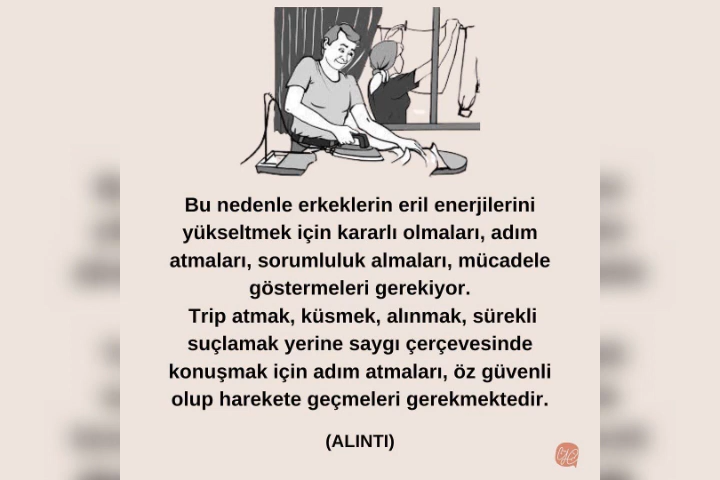 Bu nedenle erkeklerin eril enerjilerini
yükseltmek için kararlı olmaları, adım
atmaları, sorumluluk almaları, mücadele
göstermeleri gerekiyor.
Trip atmak, küsmek, alınmak, sürekli
suçlamak yerine saygı çerçevesinde
konuşmak için adım atmaları, öz güvenli
olup harekete geçmeleri gerekmektedir.
(ALINTI)